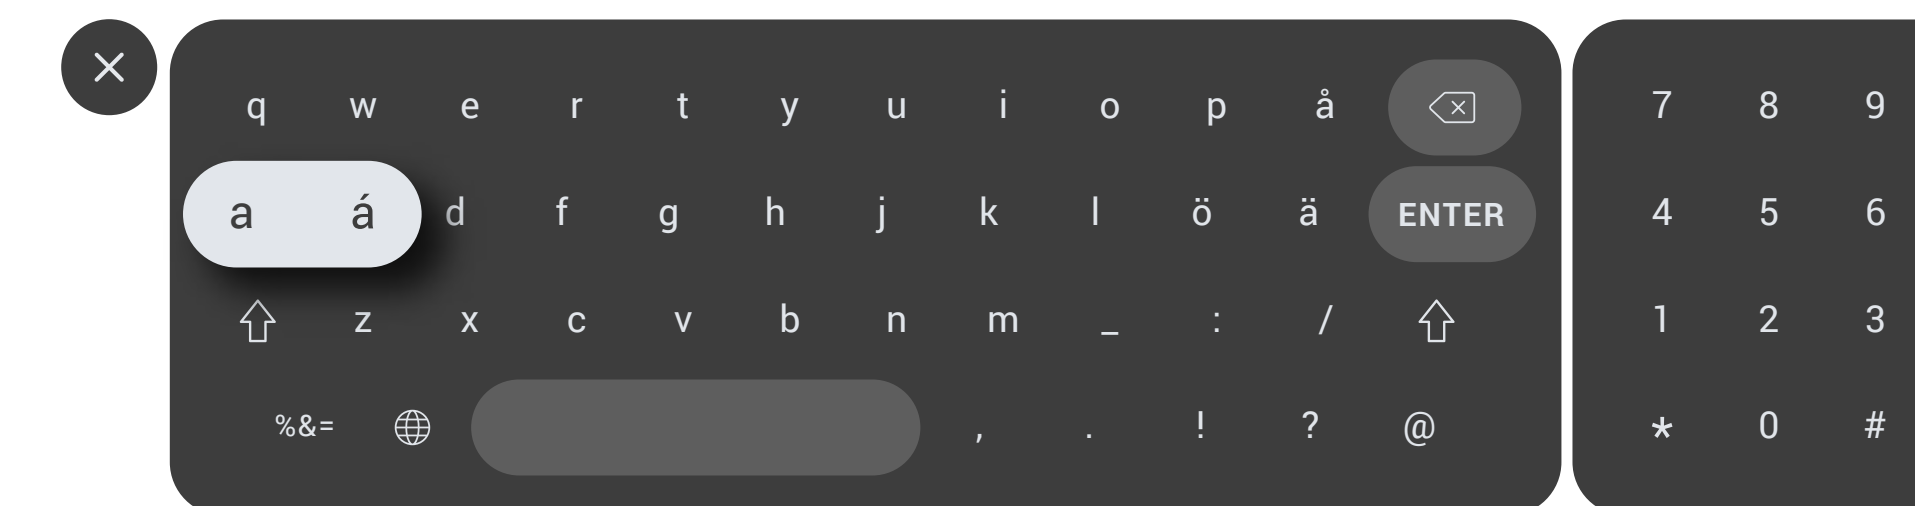 q w e r t y u i o p å 7 8 9
a á d f g h j k l ö ä ENTER 4 5 6
z x c v b n m _ : / 1 2 3
%&= , . ! ? @ * 0 #